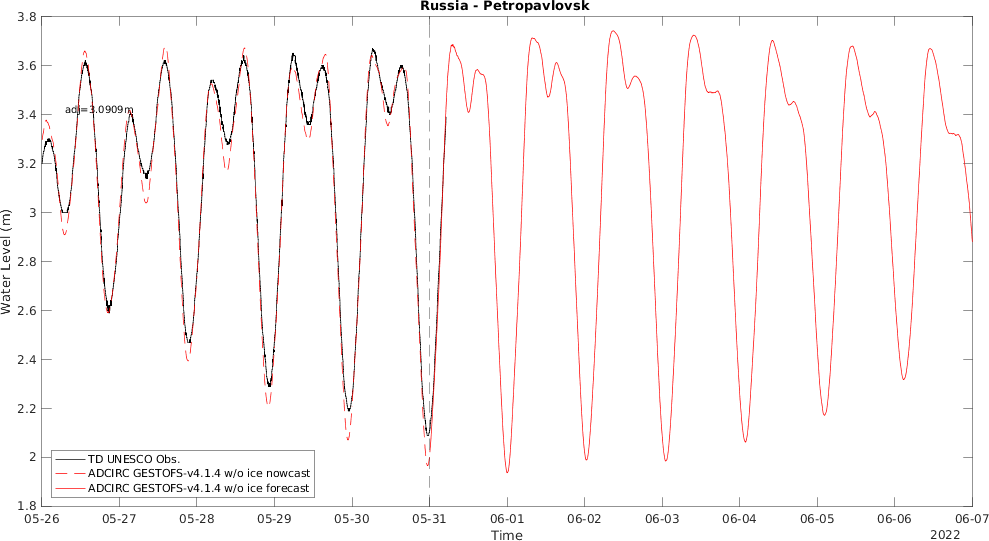 Russia - Petropavlovsk
3.8
3.6
3.4
3.2
3
2.8
2.6
2.4
2.2
2
1.8
Water Level (m)
adj=3.0909m
TD UNESCO Obs.
ADCIRC GESTOFS-v4.1.4 w/o ice nowcast
ADCIRC GESTOFS-v4.1.4 w/o ice forecast
05-26 05-27 05-28 05-29 05-30 05-31 06-01 06-02 06-03 06-04 06-05 06-06 06-07
Time
2022